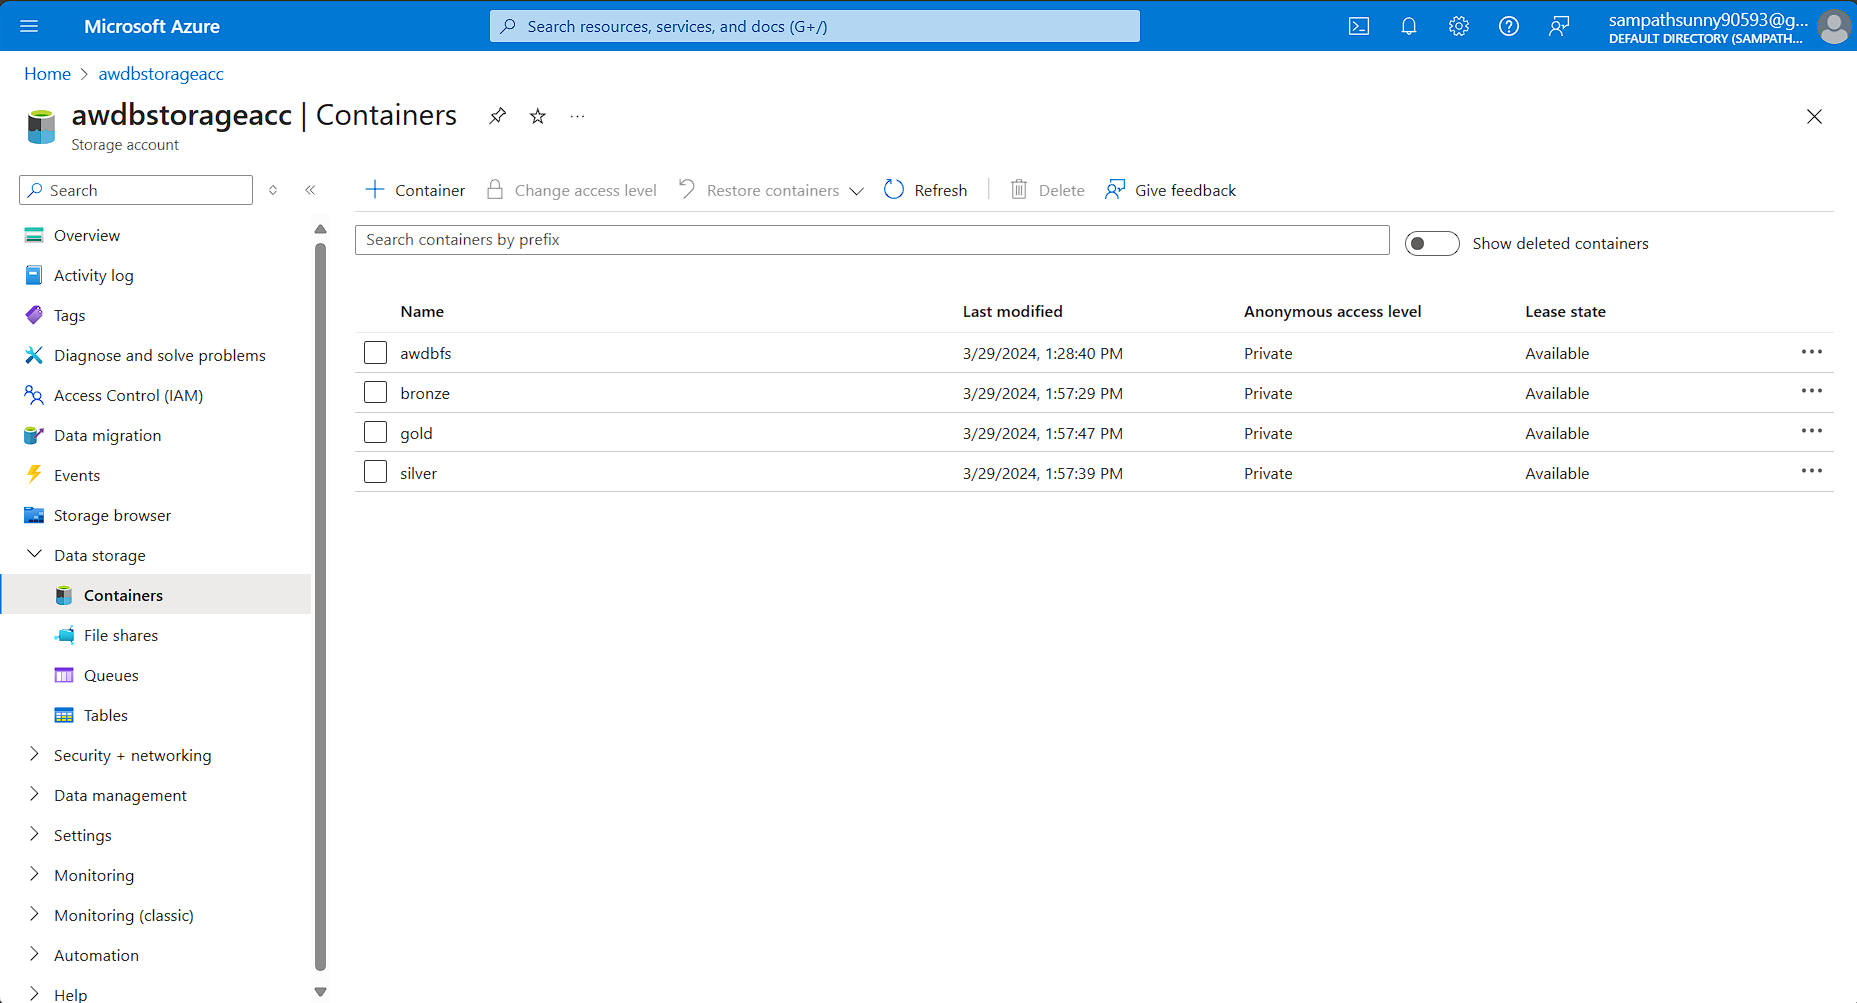 Microsoft Azure
Search resources, services, and docs (G+/)
sampathsunny90593@g...
DEFAULT DIRECTORY (SAMPATH...
Home > awdbstorageacc
awdbstorageacc | Containers
Storage account
Search
Container
Change access level
Restore containers
Refresh
Delete
Give feedback
Overview
Activity log
Tags
Diagnose and solve problems
Access Control (IAM)
Data migration
Events
Storage browser
Data storage
Containers
File shares
Queues
Tables
Security + networking
Data management
Settings
Monitoring
Monitoring (classic)
Automation
Help
Search containers by prefix
Show deleted containers
Name Last modified Anonymous access level Lease state
awdbfs 3/29/2024, 1:28:40 PM Private Available
bronze 3/29/2024, 1:57:29 PM Private Available
gold 3/29/2024, 1:57:47 PM Private Available
silver 3/29/2024, 1:57:39 PM Private Available